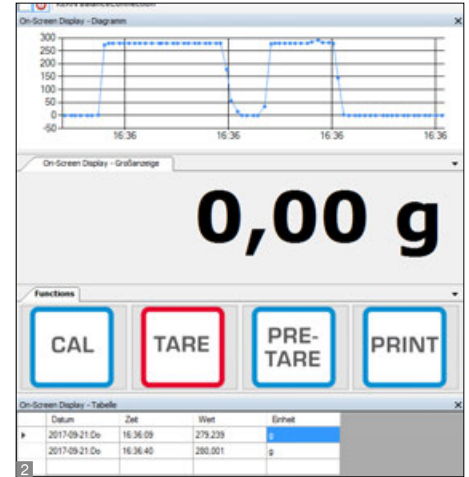 KERN BalanceConnection
On-Screen Display - Diagramm
300
250
200
150
100
50
0
-50
16:36 16:36 16:36 16:36
On-Screen Display - Großanzeige
0,00 g
Functions
CAL TARE PRE-TARE PRINT
On-Screen Display - Tabelle
Datum Zeit Wert Einheit
2017-09-21:Do 16:36:09 279,239 g
2017-09-21:Do 16:36:40 280,001 g
2